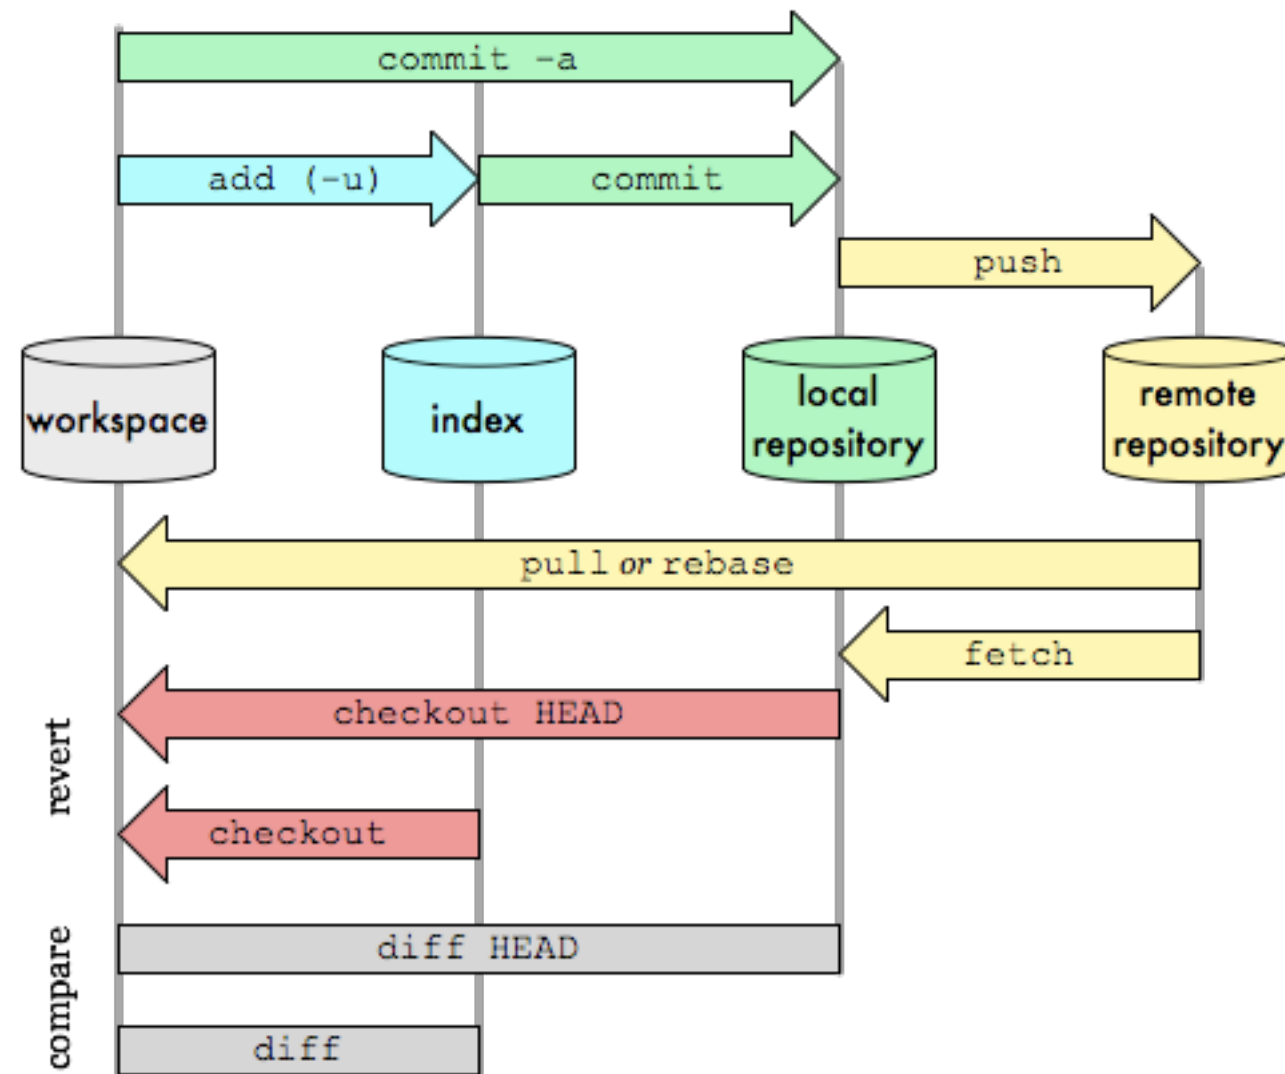 commit -a
add (-u)
commit
push
workspace
index
local
repository
remote
repository
pull or rebase
fetch
checkout HEAD
revert
checkout
diff HEAD
compare
diff